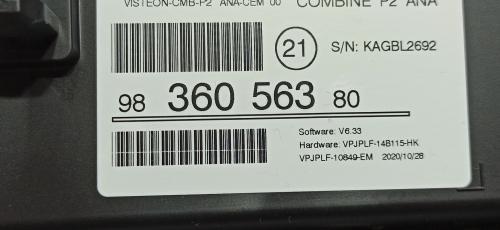 VISTEON-CMB-P2 ANA-CEM 00 COMBINE P2 ANA
21 S/N: KAGBL2692
98 360 563 80
Software: V6.33
Hardware: VPJPLF-14B115-HK
VPJPLF-10849-EM 2020/10/28